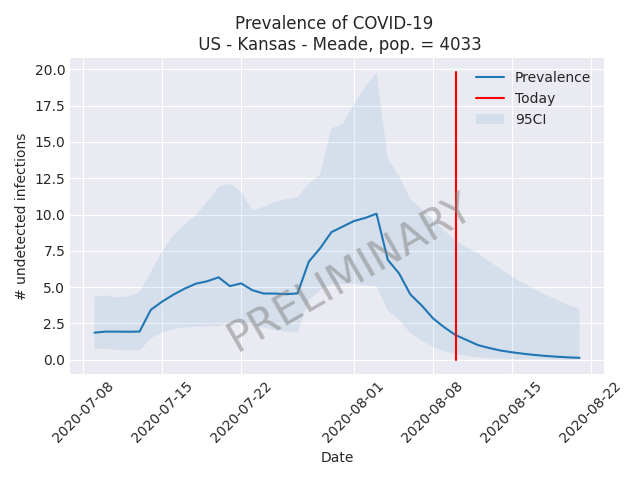 Prevalence of COVID-19
US - Kansas - Meade, pop. = 4033
# undetected infections
20.0
17.5
15.0
12.5
10.0
7.5
5.0
2.5
0.0
Prevalence
Today
95CI
PRELIMINARY
2020-07-08
2020-07-15
2020-07-22
2020-08-01
2020-08-08
2020-08-15
2020-08-22
Date